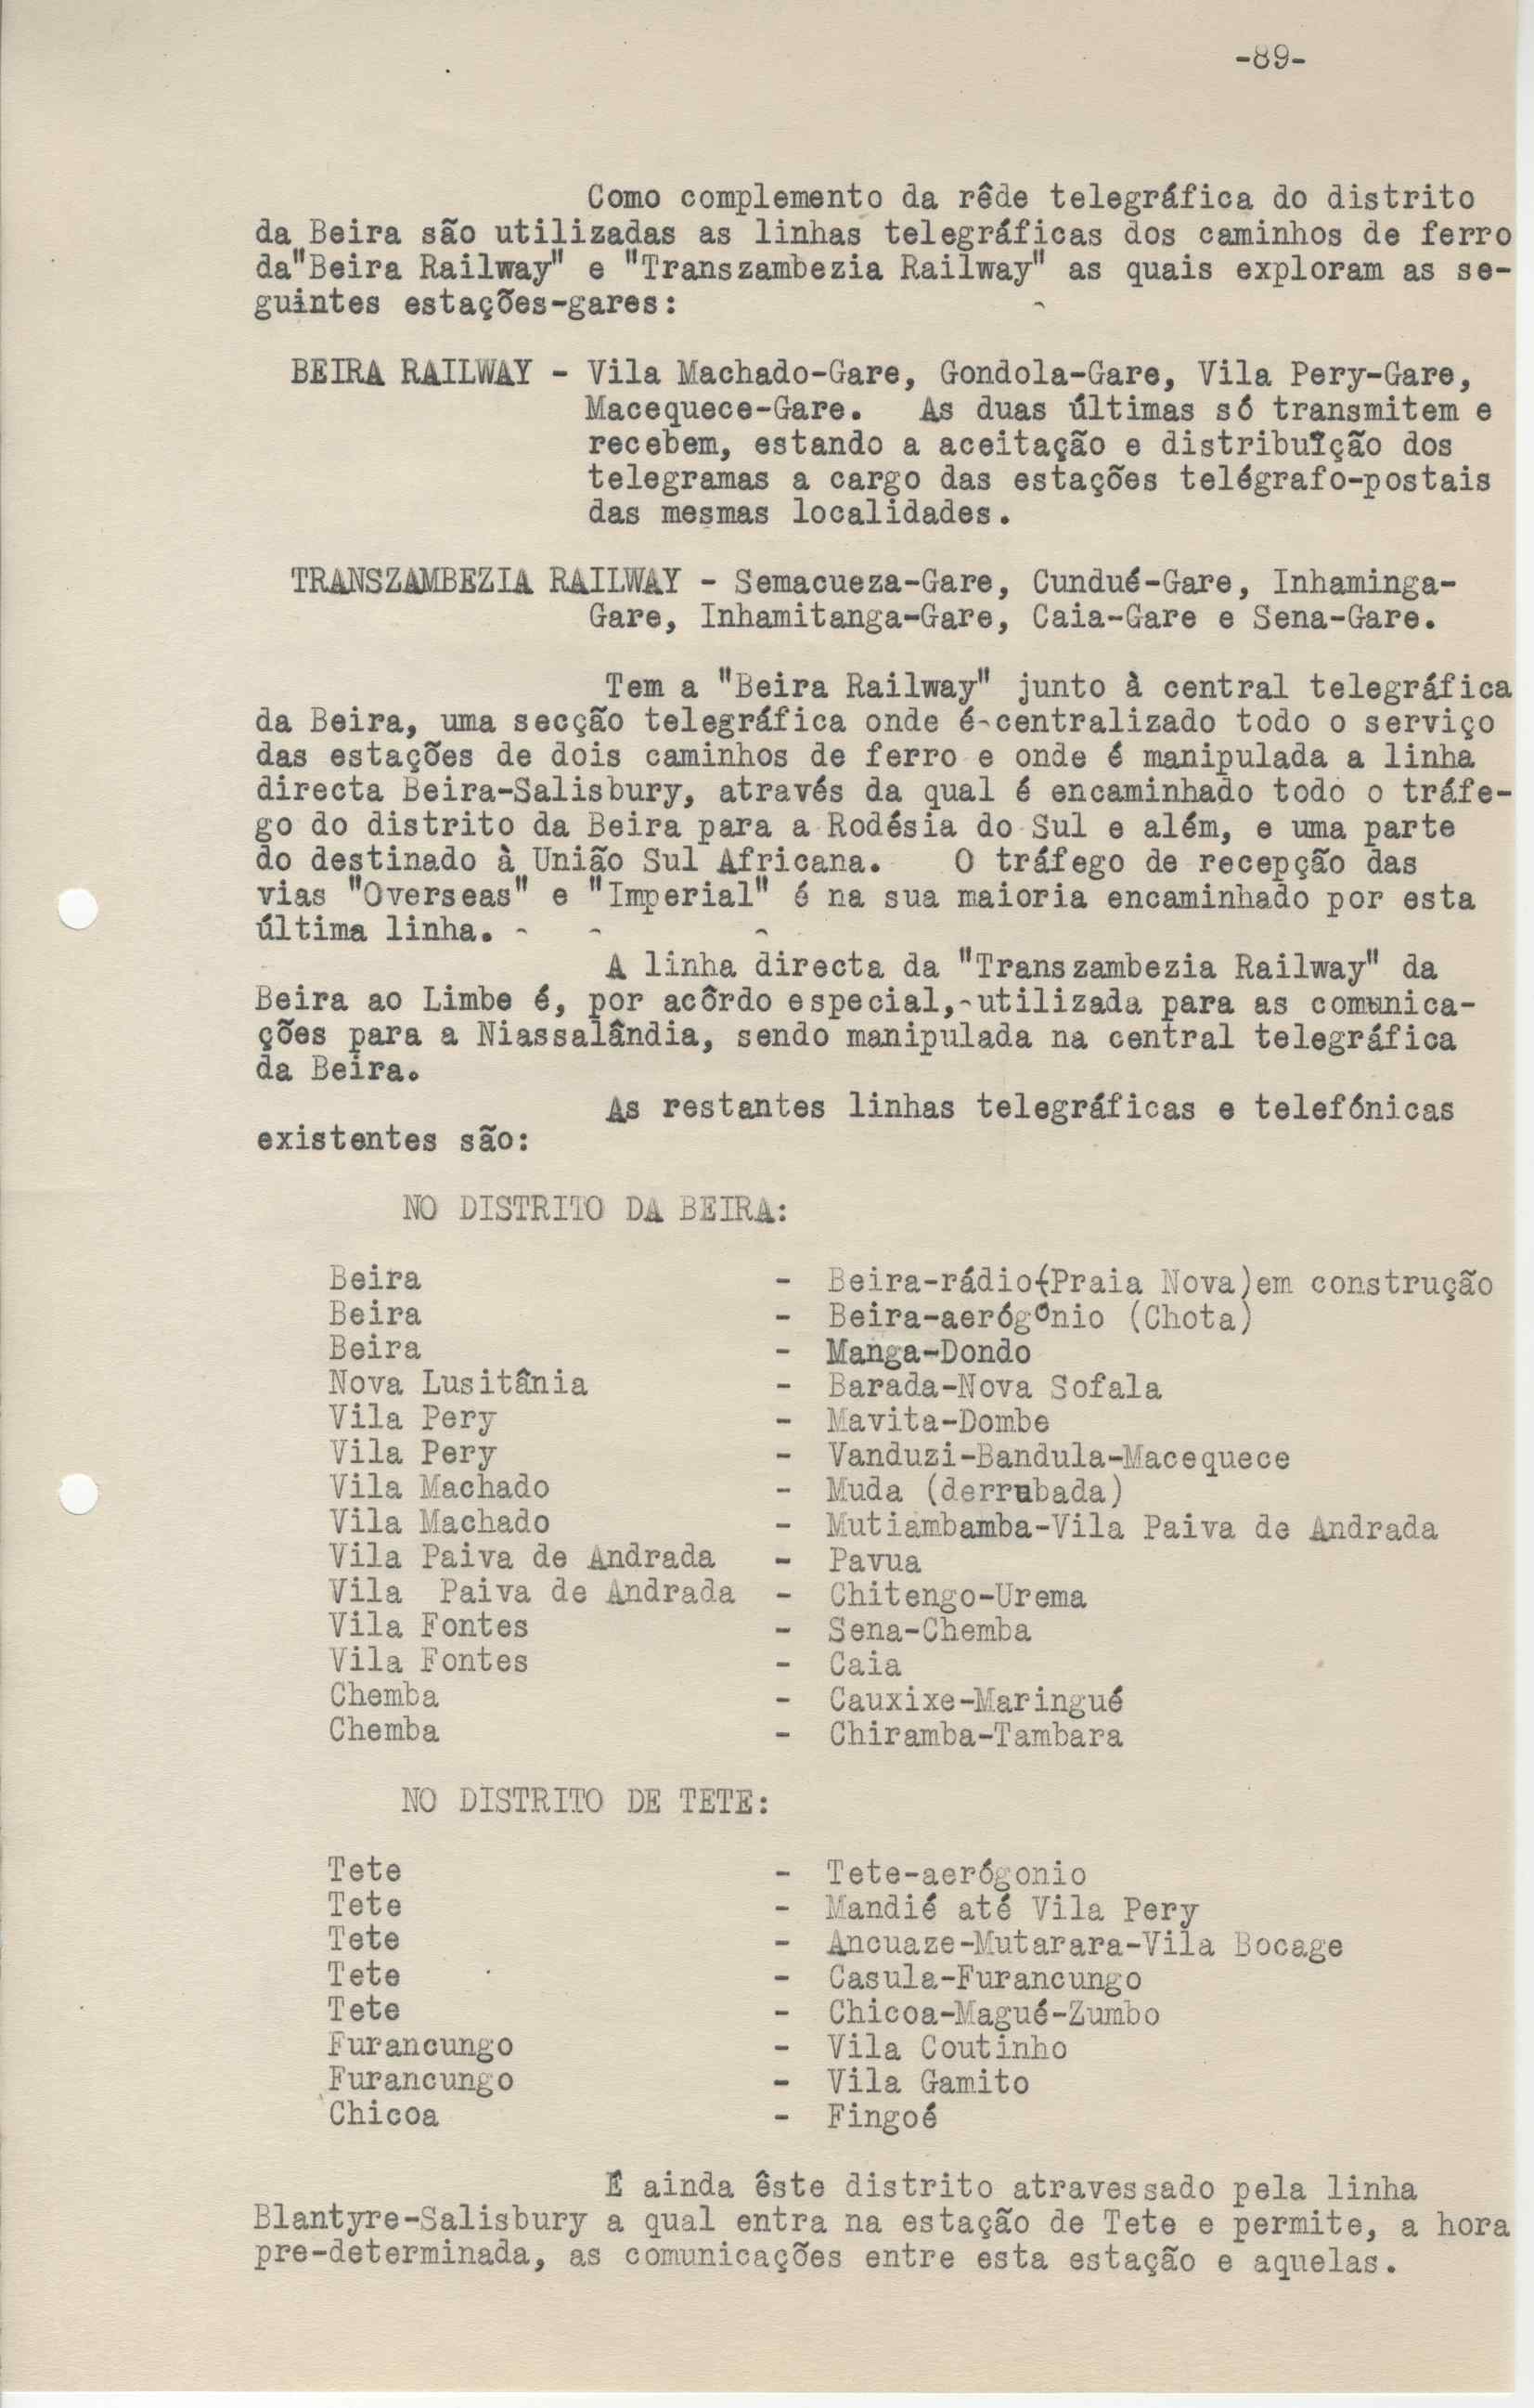 -89-
Como complemento da rêde telegráfica do distrito
da Beira são utilizadas as linhas telegráficas dos caminhos de ferro
da"Beira Railway" e "Transzambezia Railway" as quais exploram as se-
guintes estações-gares:
BEIRA RAILWAY - Vila Machado-Gare, Gondola-Gare, Vila Pery-Gare,
Macequece-Gare. As duas últimas só transmitem e
recebem, estando a aceitação e distribuïção dos
telegramas a cargo das estações telégrafo-postais
das mesmas localidades.
TRANSZAMBEZIA RAILWAY - Semacueza-Gare, Cundué-Gare, Inhaminga-
Gare, Inhamitanga-Gare, Caia-Gare e Sena-Gare.
Tem a "Beira Railway" junto à central telegráfica
da Beira, uma secção telegráfica onde é centralizado todo o serviço
das estações de dois caminhos de ferro e onde é manipulada a linha
directa Beira-Salisbury, através da qual é encaminhado todo o tráfe-
go do distrito da Beira para a Rodésia do Sul e além, e uma parte
do destinado à União Sul Africana. O tráfego de recepção das
vias "Overseas" e "Imperial" é na sua maioria encaminhado por esta
última linha.
A linha directa da "Transzambezia Railway" da
Beira ao Limbe é, por acôrdo especial, utilizada para as comunica-
ções para a Niassalândia, sendo manipulada na central telegráfica
da Beira.
As restantes linhas telegráficas e telefónicas
existentes são:
NO DISTRITO DA BEIRA:
Beira - Beira-rádio(Praia Nova)em construção
Beira - Beira-aerógonio (Chota)
Beira - Manga-Dondo
Nova Lusitânia - Barada-Nova Sofala
Vila Pery - Mavita-Dombe
Vila Pery - Vanduzi-Bandula-Macequece
Vila Machado - Muda (derrubada)
Vila Machado - Mutiambamba-Vila Paiva de Andrada
Vila Paiva de Andrada - Pavua
Vila Paiva de Andrada - Chitengo-Urema
Vila Fontes - Sena-Chemba
Vila Fontes - Caia
Chemba - Cauxixe-Maringué
Chemba - Chiramba-Tambara
NO DISTRITO DE TETE:
Tete - Tete-aerógonio
Tete - Mandié até Vila Pery
Tete - Ancuaze-Mutarara-Vila Bocage
Tete - Casula-Furancungo
Tete - Chicoa-Magué-Zumbo
Furancungo - Vila Coutinho
Furancungo - Vila Gamito
Chicoa - Fingoé
É ainda êste distrito atravessado pela linha
Blantyre-Salisbury a qual entra na estação de Tete e permite, a hora
pre-determinada, as comunicações entre esta estação e aquelas.